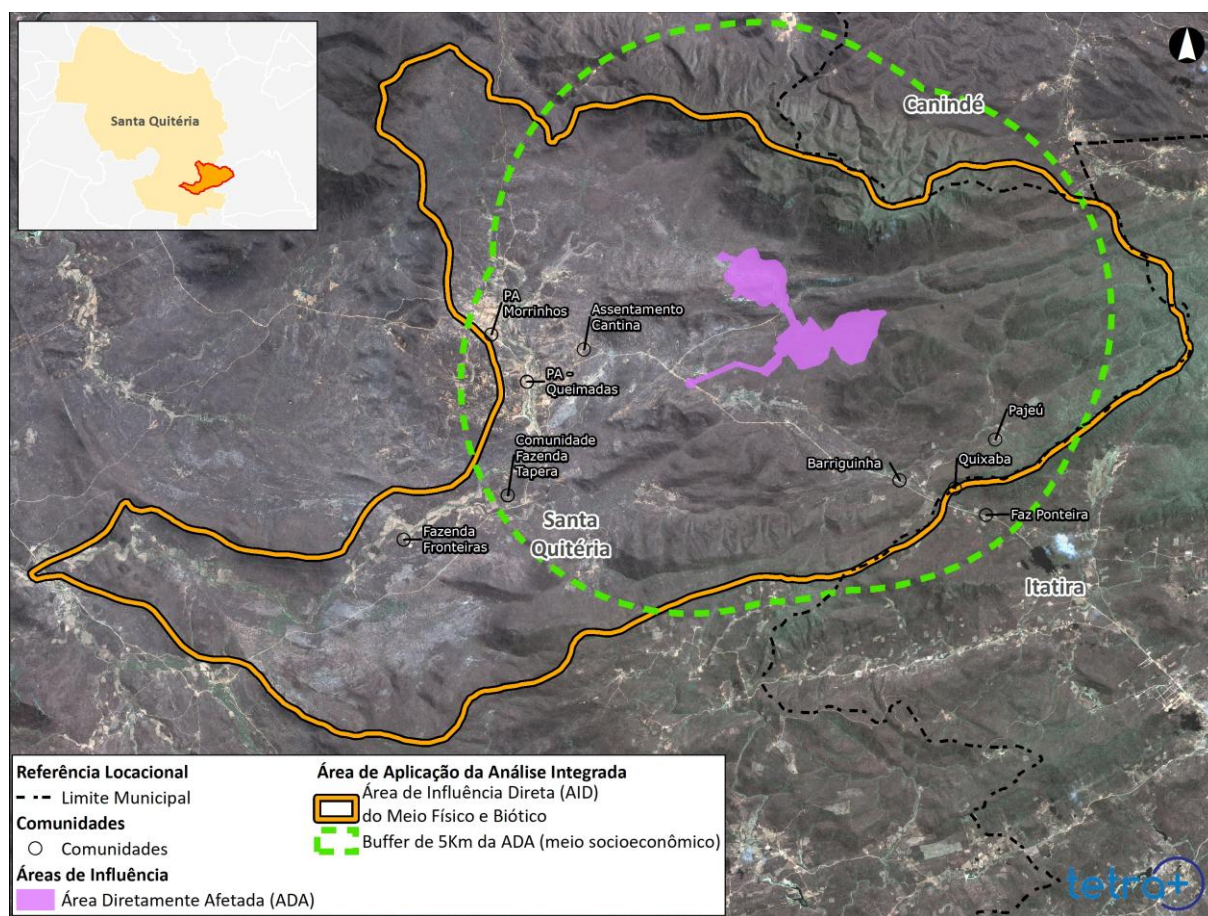 Santa Quitéria
Canindé
PA
Morrinhos
Assentamento
Cantina
PA -
Queimadas
Comunidade
Fazenda
Tapera
Pajeú
Barriguinha
Quixaba
Faz Ponteira
Fazenda
Fronteiras
Santa
Quitéria
Itatira
Referência Locacional
Limite Municipal
Comunidades
Comunidades
Áreas de Influência
Área Diretamente Afetada (ADA)
Área de Aplicação da Análise Integrada
Área de Influência Direta (AID)
do Meio Físico e Biótico
Buffer de 5Km da ADA (meio socioeconômico)
tetra+